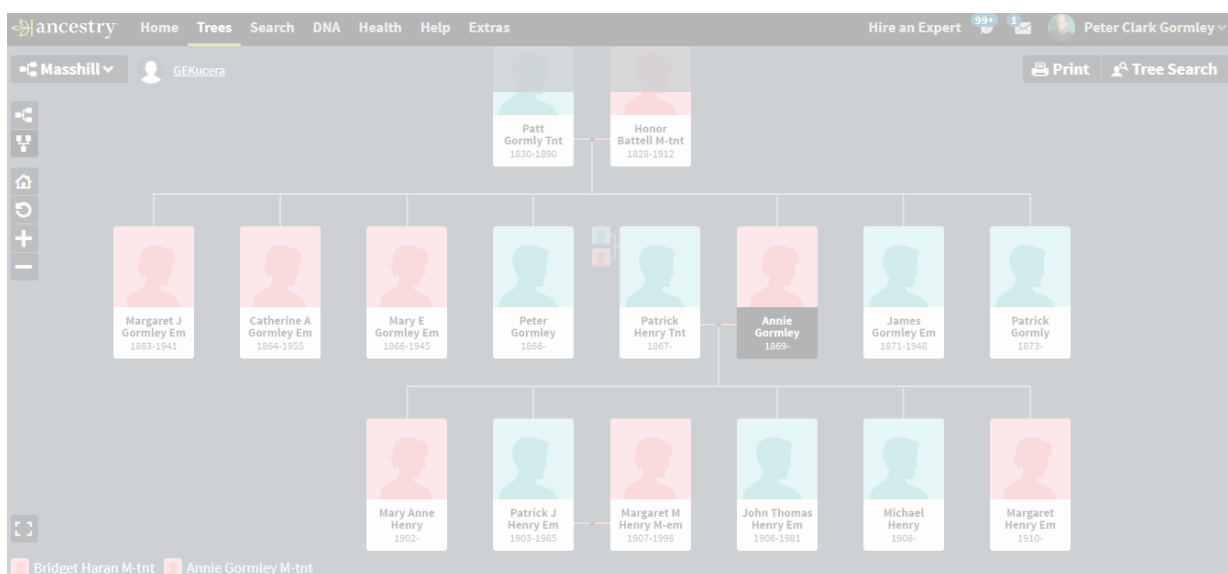 ancestry Home Trees Search DNA Health Help Extras Hire an Expert 99+ 1 Peter Clark Gormley
Masshill GEKucera Print Tree Search
Patt
Gormly Tnt
1830-1890
Honor
Battell M-tnt
1828-1912
Margaret J
Gormley Em
1863-1941
Catherine A
Gormley Em
1864-1955
Mary E
Gormley Em
1866-1945
Peter
Gormley
1866-
Patrick
Henry Tnt
1867-
Annie
Gormley
1869-
James
Gormley Em
1871-1948
Patrick
Gormly
1873-
Mary Anne
Henry
1902-
Patrick J
Henry Em
1903-1985
Margaret M
Henry M-em
1907-1998
John Thomas
Henry Em
1906-1981
Michael
Henry
1908-
Margaret
Henry Em
1910-
Bridget Haran M-tnt Annie Gormley M-tnt